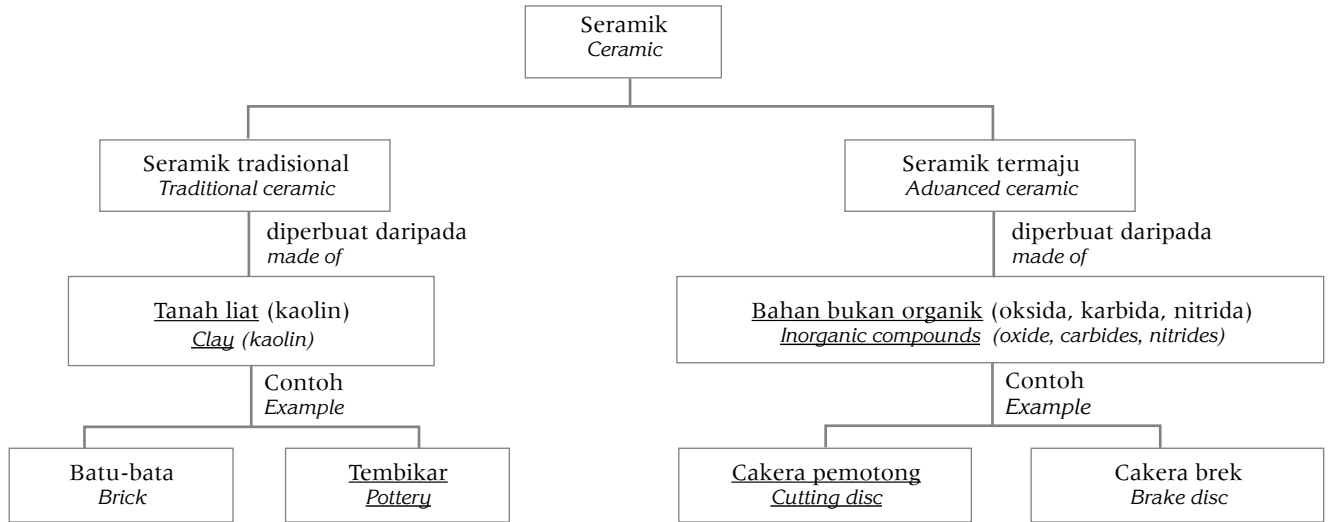 Seramik
Ceramic
Seramik tradisional
Traditional ceramic
Seramik termaju
Advanced ceramic
diperbuat daripada
made of
diperbuat daripada
made of
Tanah liat (kaolin)
Clay (kaolin)
Bahan bukan organik (oksida, karbida, nitrida)
Inorganic compounds (oxide, carbides, nitrides)
Contoh
Example
Contoh
Example
Batu-bata
Brick
Tembikar
Pottery
Cakera pemotong
Cutting disc
Cakera brek
Brake disc